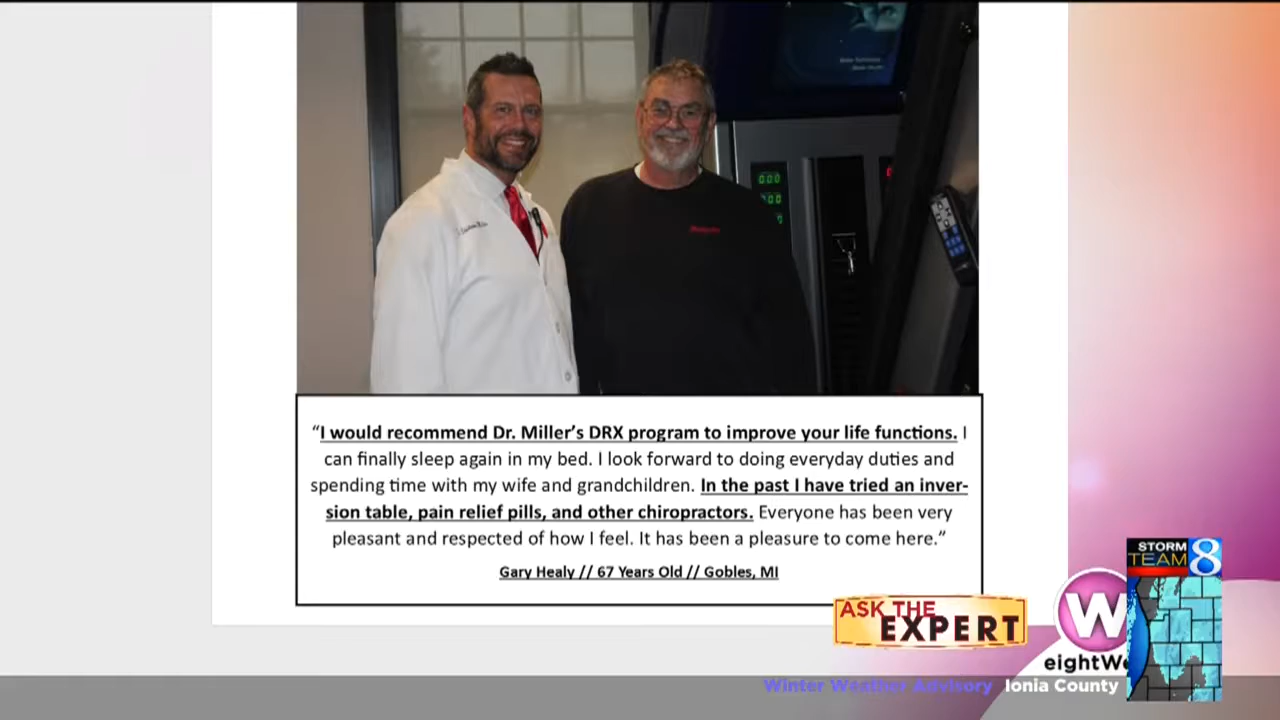 000
“I would recommend Dr. Miller’s DRX program to improve your life functions. I
can finally sleep again in my bed. I look forward to doing everyday duties and
spending time with my wife and grandchildren. In the past I have tried an inver-
sion table, pain relief pills, and other chiropractors. Everyone has been very
pleasant and respected of how I feel. It has been a pleasure to come here.”
Gary Healy // 67 Years Old // Gobles, MI
ASK THE
EXPERT
STORM
TEAM 8
W
eightWe
Winter Weather Advisory Ionia County